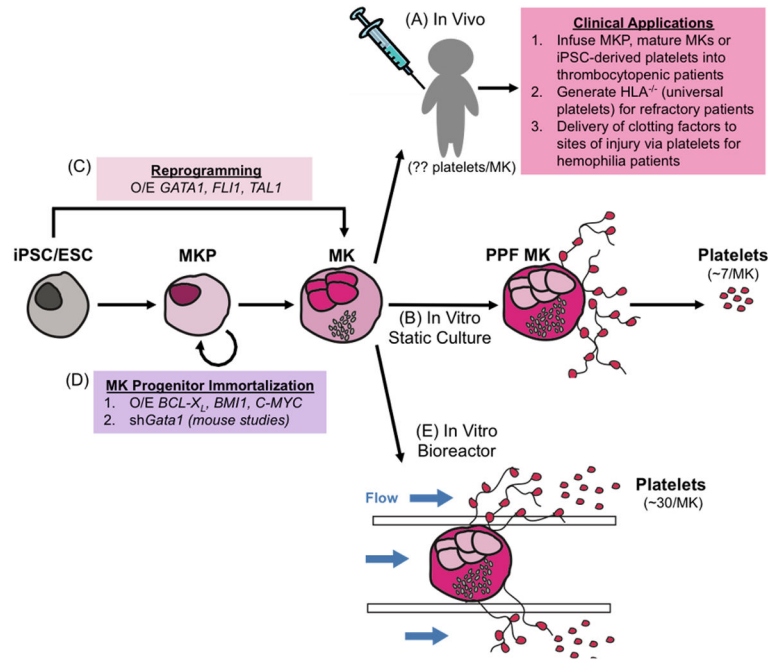 (A) In Vivo
Clinical Applications
1. Infuse MKP, mature MKs or
iPSC-derived platelets into
thrombocytopenic patients
2. Generate HLA-/- (universal
platelets) for refractory patients
3. Delivery of clotting factors to
sites of injury via platelets for
hemophilia patients
(?? platelets/MK)
(C)
Reprogramming
O/E GATA1, FLI1, TAL1
iPSC/ESC
MKP
MK
PPF MK
Platelets
(~7/MK)
(B) In Vitro
Static Culture
(D)
MK Progenitor Immortalization
1. O/E BCL-XL, BMI1, C-MYC
2. shGata1 (mouse studies)
(E) In Vitro
Bioreactor
Flow
Platelets
(~30/MK)